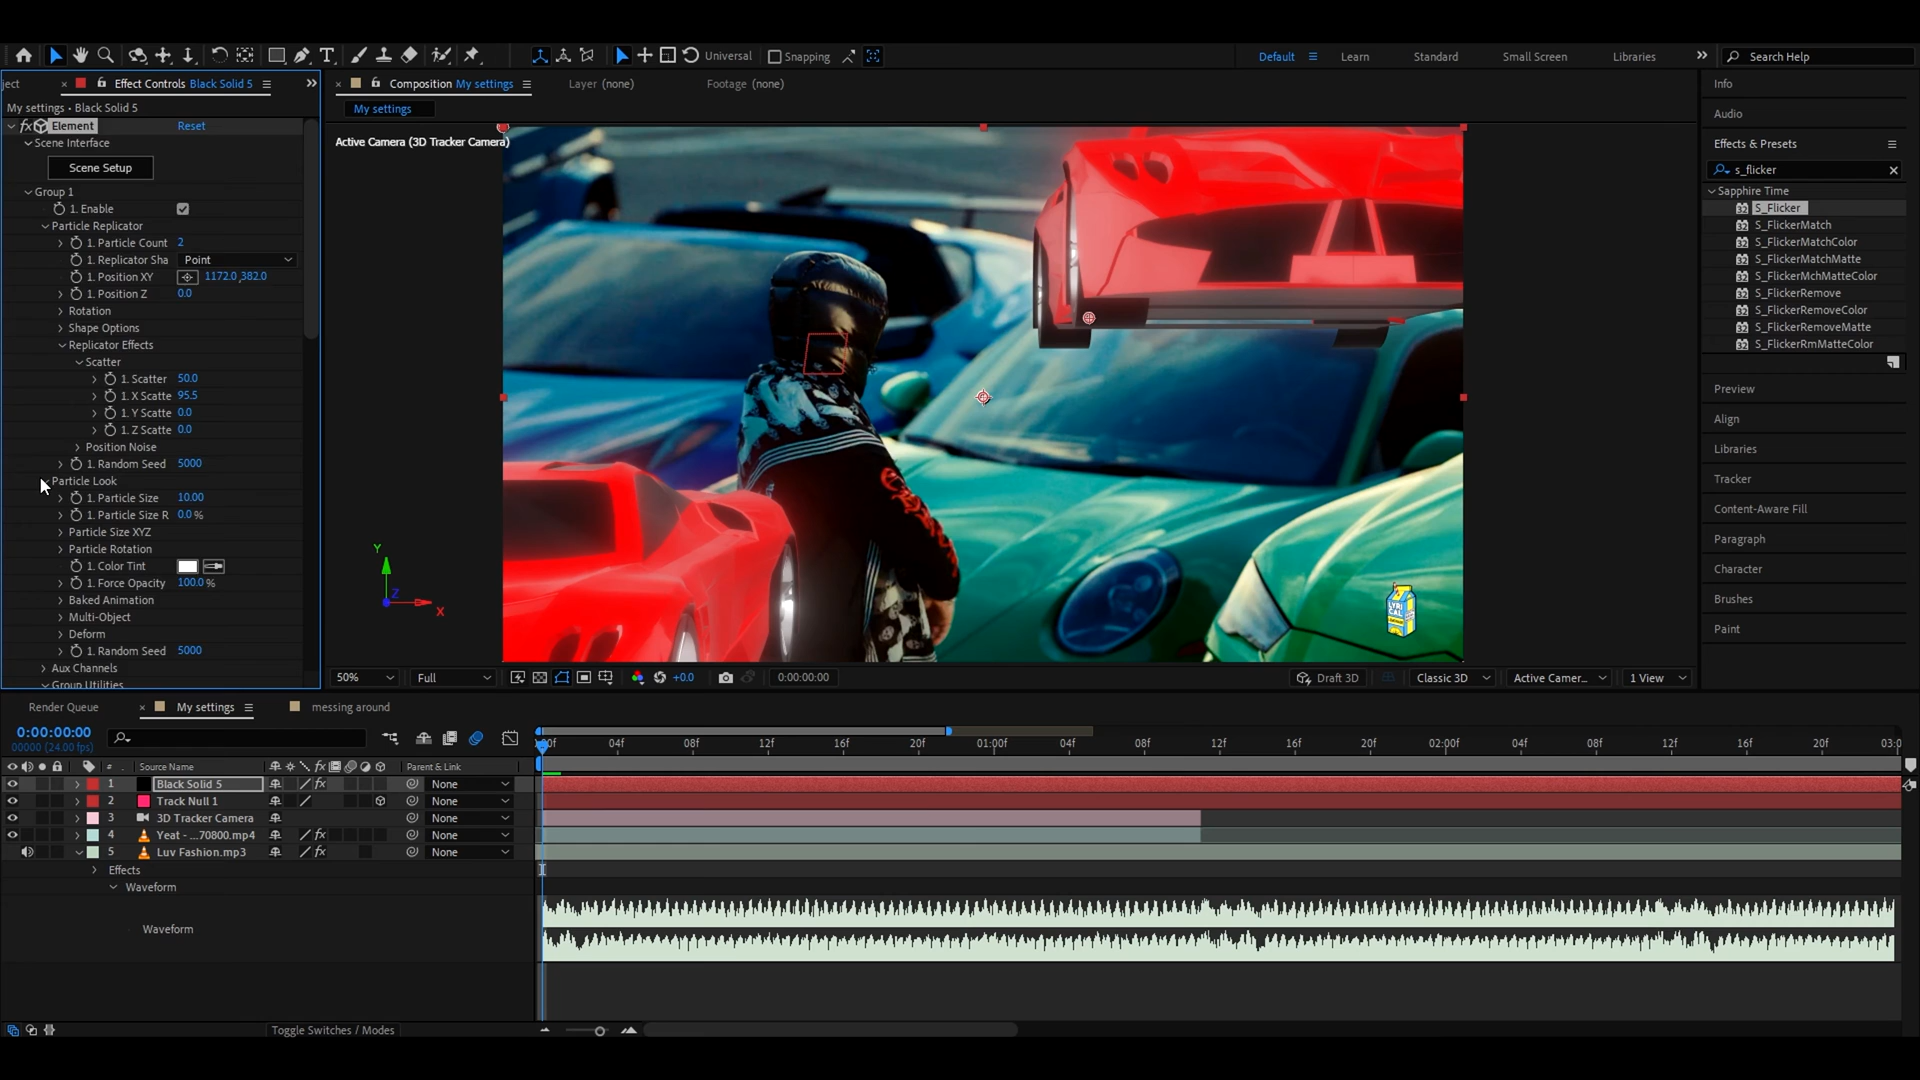 Universal
Snapping
Default
Learn
Standard
Small Screen
Libraries
Search Help
ject
Effect Controls Black Solid 5
Composition My settings
Layer (none)
Footage (none)
Info
My settings • Black Solid 5
My settings
Audio
fx Element Reset
Scene Interface
Scene Setup
Group 1
1. Enable
Particle Replicator
1. Particle Count 2
1. Replicator Sha Point
1. Position XY 1172.0 ,382.0
1. Position Z 0.0
Rotation
Shape Options
Replicator Effects
Scatter
1. Scatter 50.0
1. X Scatte 95.5
1. Y Scatte 0.0
1. Z Scatte 0.0
Position Noise
1. Random Seed 5000
Particle Look
1. Particle Size 10.00
1. Particle Size R 0.0 %
Particle Size XYZ
Particle Rotation
1. Color Tint
1. Force Opacity 100.0 %
Baked Animation
Multi-Object
Deform
1. Random Seed 5000
Aux Channels
Group Utilities
Active Camera (3D Tracker Camera)
Y
Z
X
LYRI
CAL
50%
Full
+0.0
0:00:00:00
Draft 3D
Classic 3D
Active Camer...
1 View
Effects & Presets
s_flicker
Sapphire Time
S_Flicker
S_FlickerMatch
S_FlickerMatchColor
S_FlickerMatchMatte
S_FlickerMchMatteColor
S_FlickerRemove
S_FlickerRemoveColor
S_FlickerRemoveMatte
S_FlickerRmMatteColor
Preview
Align
Libraries
Tracker
Content-Aware Fill
Paragraph
Character
Brushes
Paint
Render Queue
My settings
messing around
0:00:00:00
00000 (24.00 fps)
04f 08f 12f 16f 20f 01:00f 04f 08f 12f 16f 20f 02:00f 04f 08f 12f 16f 20f 03:0
# Source Name Parent & Link
1 Black Solid 5 fx None
2 Track Null 1 None
3 3D Tracker Camera None
4 Yeat - ...70800.mp4 fx None
5 Luv Fashion.mp3 fx None
Effects
Waveform
Waveform
Toggle Switches / Modes